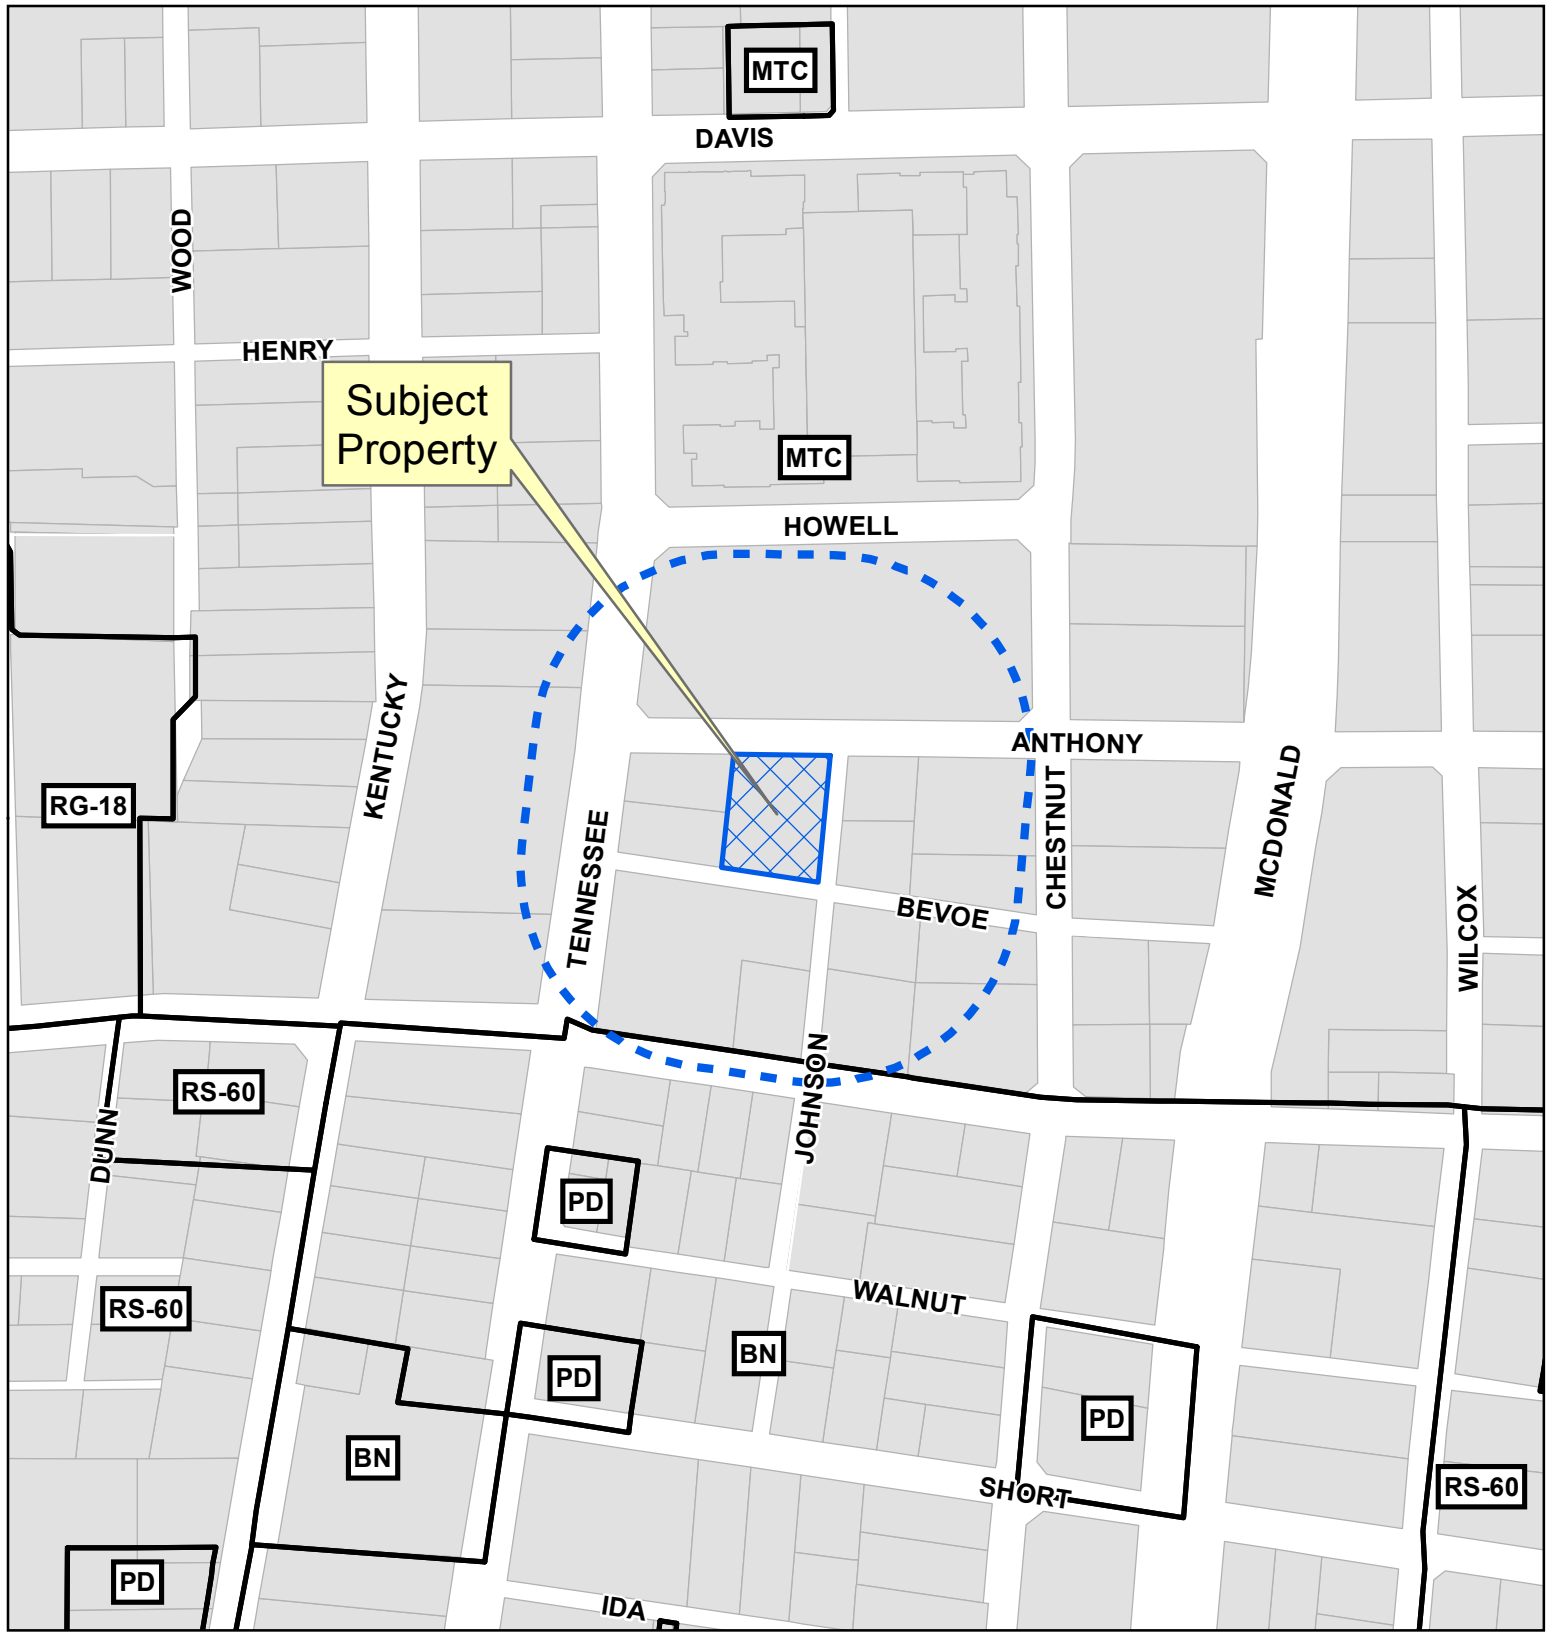 MTC
DAVIS
WOOD
HENRY
Subject
Property
MTC
HOWELL
KENTUCKY
ANTHONY
RG-18
TENNESSEE
CHESTNUT
MCDONALD
BEVOE
WILCOX
RS-60
DUNN
JOHNSON
PD
RS-60
WALNUT
BN
PD
PD
BN
SHORT
RS-60
PD
IDA